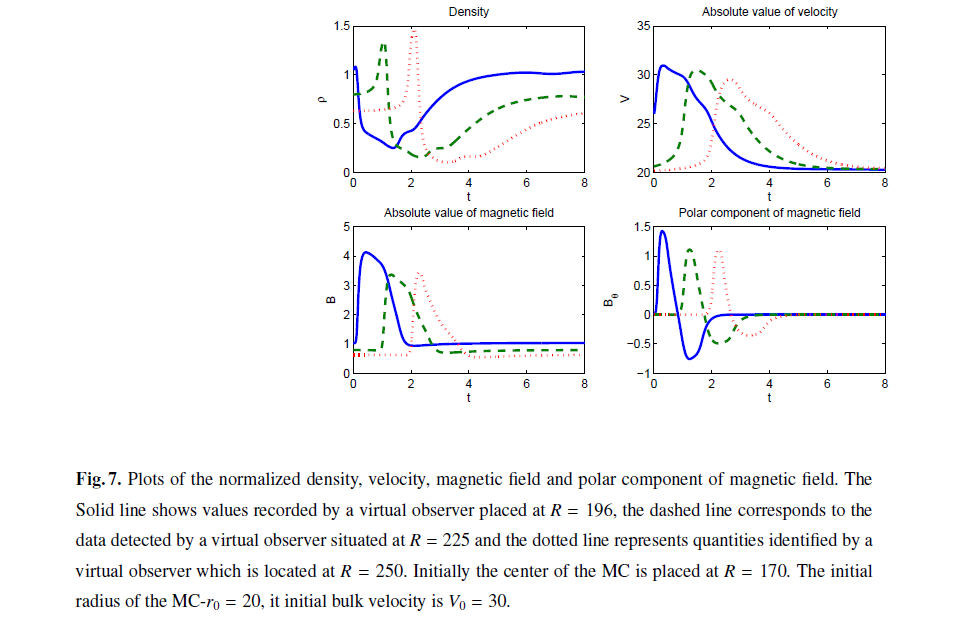 Density
1.5
1
0.5
0
ρ
0 2 4 6 8
t
Absolute value of velocity
35
30
25
20
V
0 2 4 6 8
t
Absolute value of magnetic field
5
4
3
2
1
0
B
0 2 4 6 8
t
Polar component of magnetic field
1.5
1
0.5
0
−0.5
−1
Bθ
0 2 4 6 8
t
Fig. 7. Plots of the normalized density, velocity, magnetic field and polar component of magnetic field. The
Solid line shows values recorded by a virtual observer placed at R = 196, the dashed line corresponds to the
data detected by a virtual observer situated at R = 225 and the dotted line represents quantities identified by a
virtual observer which is located at R = 250. Initially the center of the MC is placed at R = 170. The initial
radius of the MC-r0 = 20, it initial bulk velocity is V0 = 30.